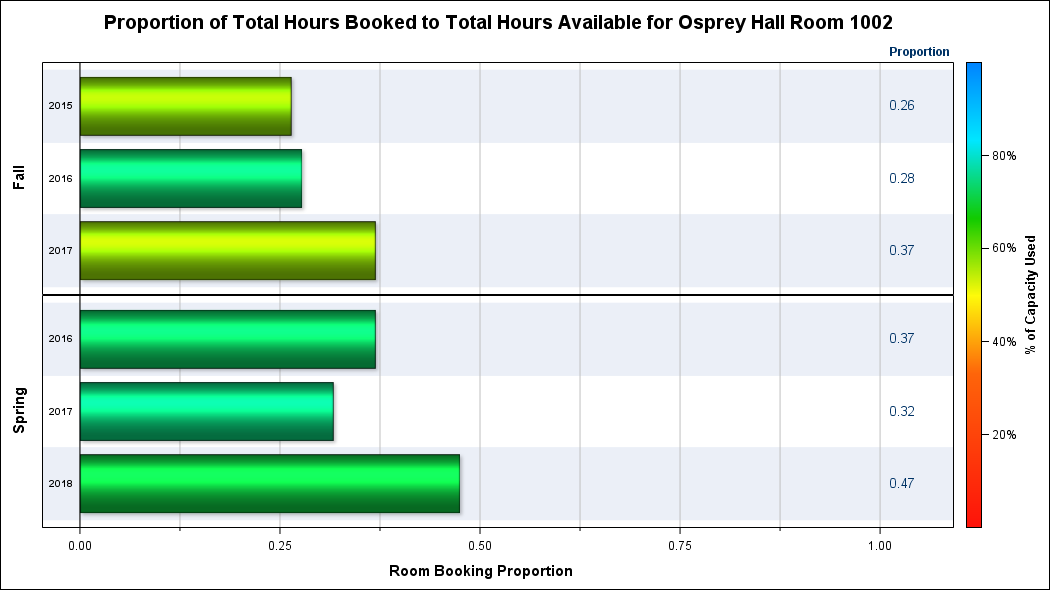 Proportion of Total Hours Booked to Total Hours Available for Osprey Hall Room 1002
Proportion
Fall
2015 0.26
2016 0.28
2017 0.37
Spring
2016 0.37
2017 0.32
2018 0.47
0.00 0.25 0.50 0.75 1.00
Room Booking Proportion
80%
60%
40%
20%
% of Capacity Used